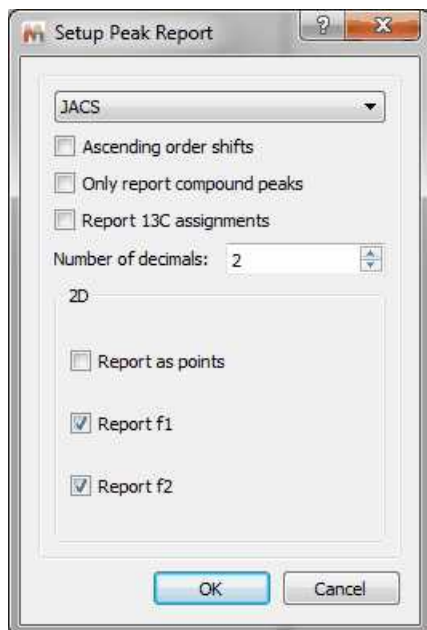 Setup Peak Report
JACS
Ascending order shifts
Only report compound peaks
Report 13C assignments
Number of decimals: 2
2D
Report as points
Report f1
Report f2
OK Cancel